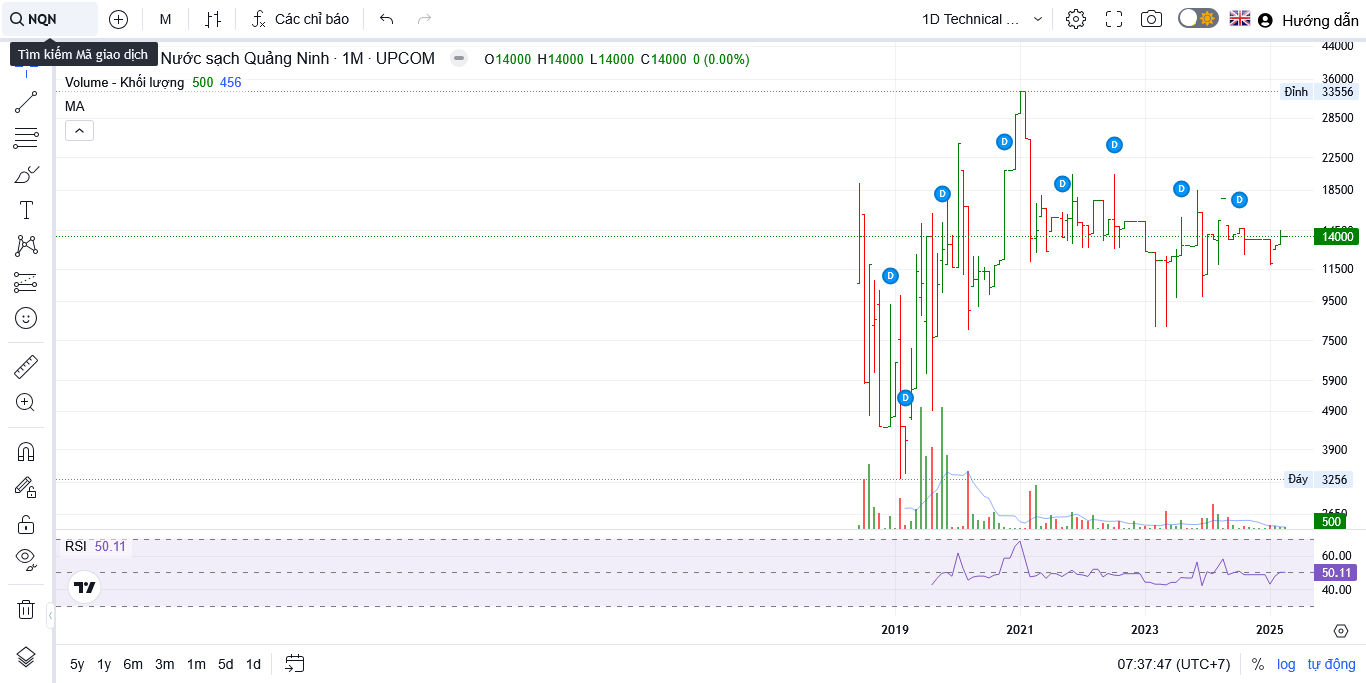 NQN
M
Các chỉ báo
1D Technical ...
Hướng dẫn
Tìm kiếm Mã giao dịch
Nước sạch Quảng Ninh · 1M · UPCOM
O14000 H14000 L14000 C14000 0 (0.00%)
Volume - Khối lượng 500 456
MA
44000
36000
Đỉnh 33556
28500
22500
18500
14000
11500
9500
7500
5900
4900
3900
Đáy 3256
500
D
D
D
D
D
D
D
D
RSI 50.11
60.00
50.11
40.00
2019 2021 2023 2025
5y 1y 6m 3m 1m 5d 1d
07:37:47 (UTC+7) % log tự động